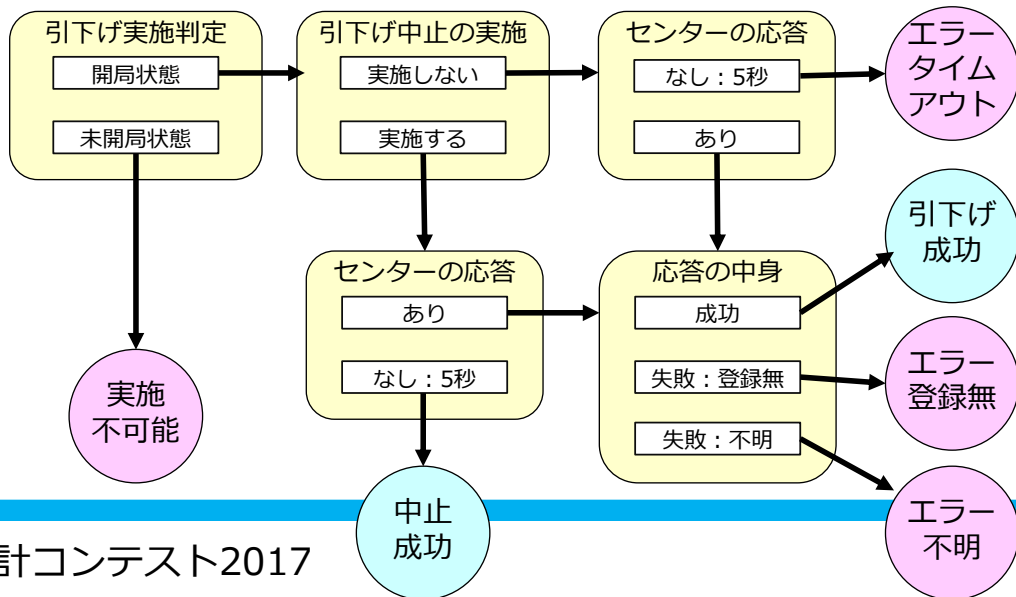 引下げ実施判定
開局状態
未開局状態
引下げ中止の実施
実施しない
実施する
センターの応答
なし：5秒
あり
エラー
タイム
アウト
センターの応答
あり
なし：5秒
応答の中身
成功
失敗：登録無
失敗：不明
引下げ
成功
エラー
登録無
エラー
不明
実施
不可能
中止
成功
計コンテスト2017